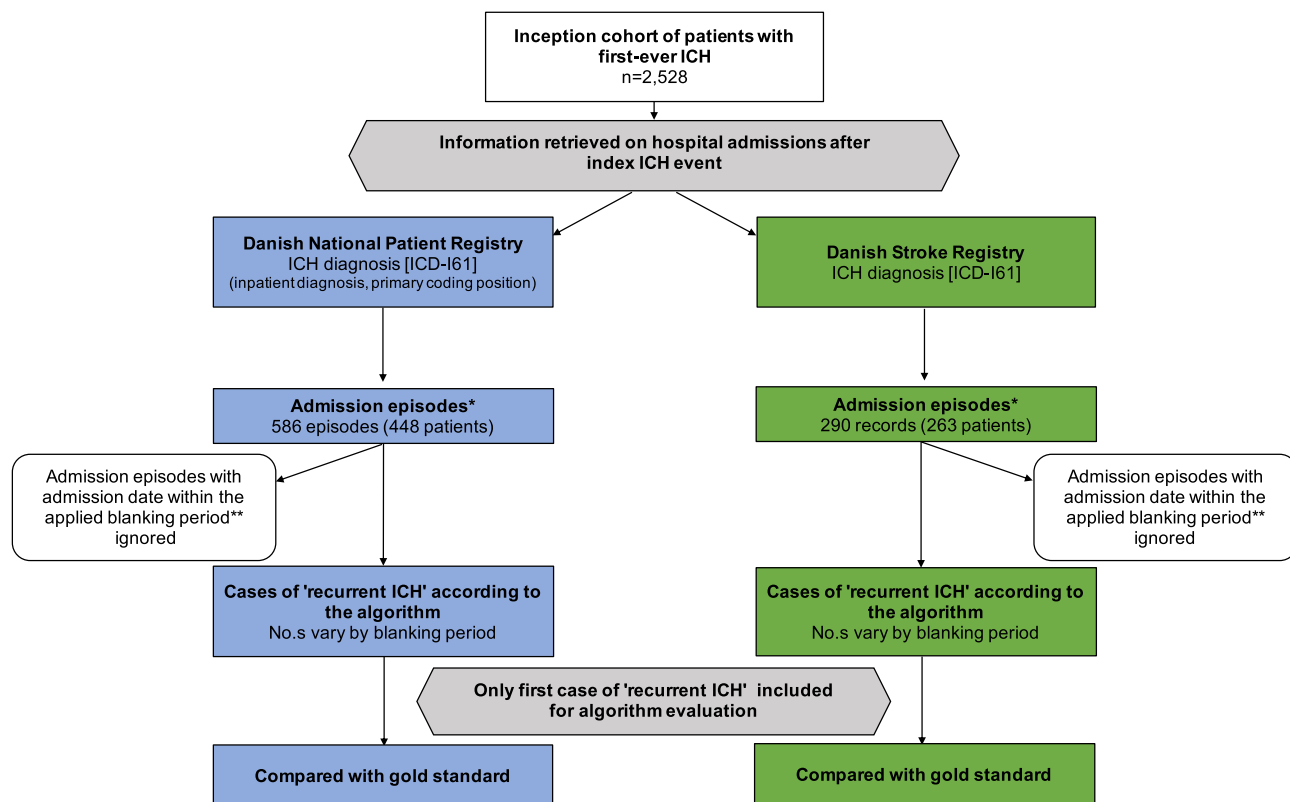 Inception cohort of patients with
first-ever ICH
n=2,528
Information retrieved on hospital admissions after
index ICH event
Danish National Patient Registry
ICH diagnosis [ICD-I61]
(inpatient diagnosis, primary coding position)
Danish Stroke Registry
ICH diagnosis [ICD-I61]
Admission episodes*
586 episodes (448 patients)
Admission episodes*
290 records (263 patients)
Admission episodes with
admission date within the
applied blanking period**
ignored
Admission episodes with
admission date within the
applied blanking period**
ignored
Cases of 'recurrent ICH' according to
the algorithm
No.s vary by blanking period
Cases of 'recurrent ICH' according to
the algorithm
No.s vary by blanking period
Only first case of 'recurrent ICH' included
for algorithm evaluation
Compared with gold standard
Compared with gold standard